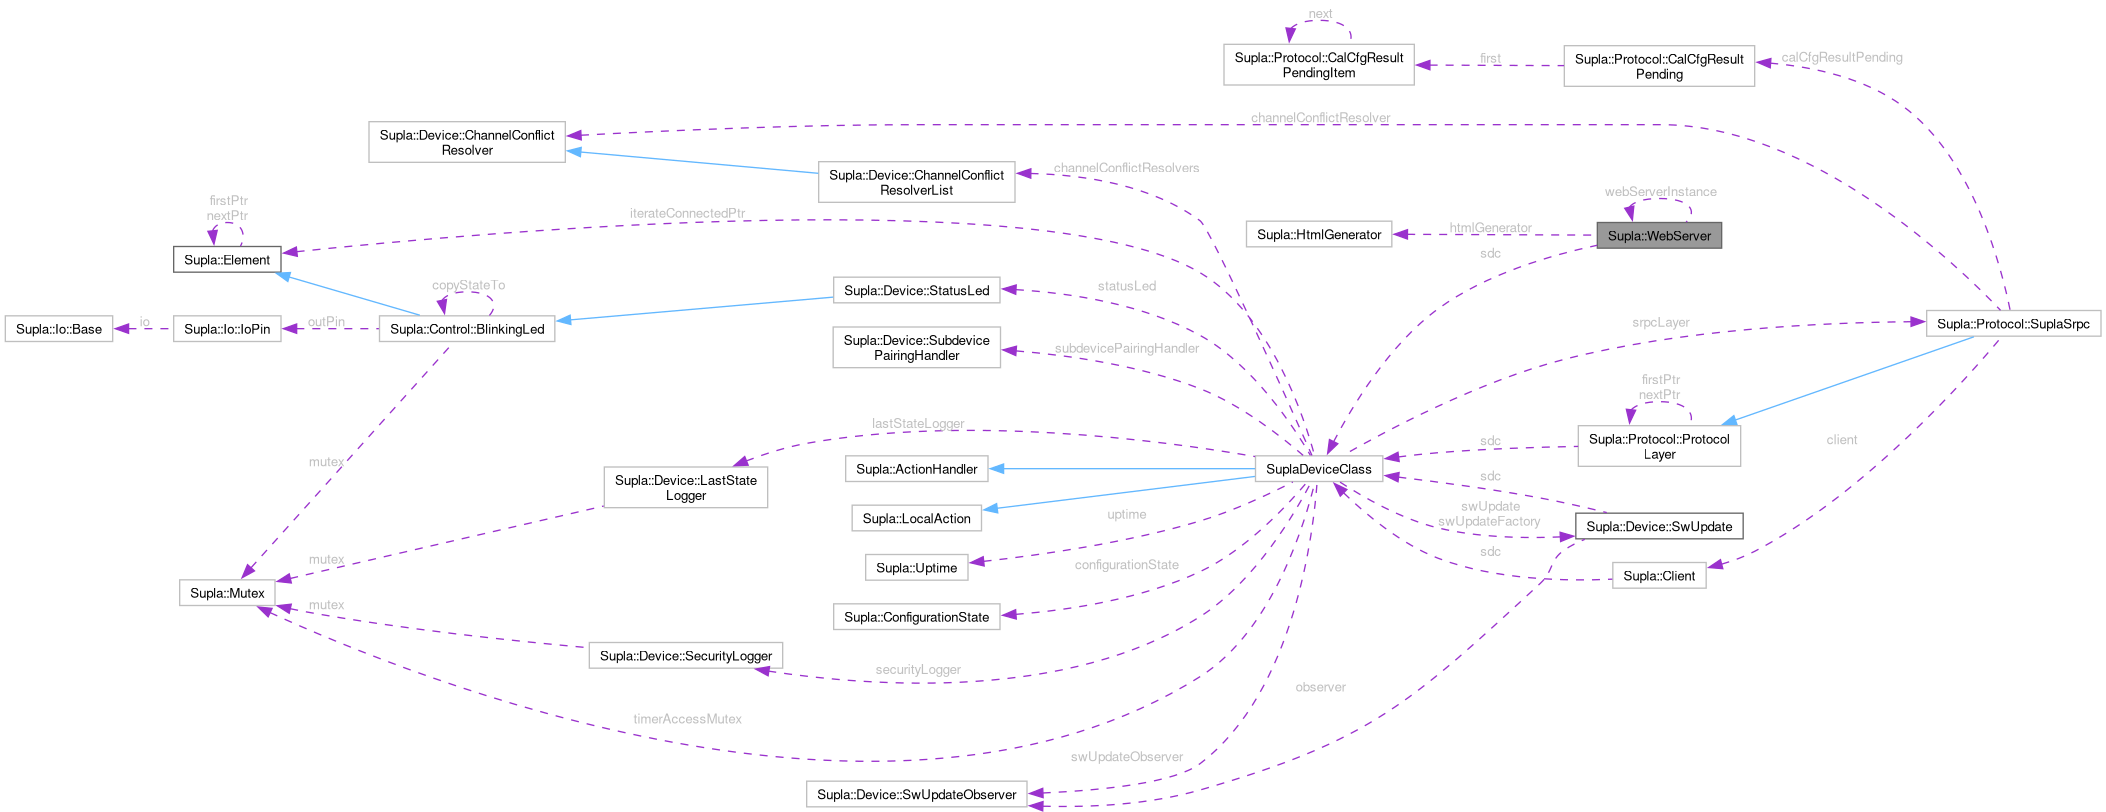 next
Supla::Protocol::CalCfgResult
PendingItem
first
Supla::Protocol::CalCfgResult
Pending
calCfgResultPending
Supla::Device::ChannelConflict
Resolver
channelConflictResolver
Supla::Device::ChannelConflict
ResolverList
channelConflictResolvers
webServerInstance
firstPtr
nextPtr
iterateConnectedPtr
Supla::HtmlGenerator
htmlGenerator
Supla::WebServer
Supla::Element
sdc
copyStateTo
Supla::Device::StatusLed
statusLed
Supla::Io::Base
io
Supla::Io::IoPin
outPin
Supla::Control::BlinkingLed
srpcLayer
Supla::Protocol::SuplaSrpc
Supla::Device::Subdevice
PairingHandler
subdevicePairingHandler
firstPtr
nextPtr
lastStateLogger
sdc
Supla::Protocol::Protocol
Layer
client
mutex
Supla::ActionHandler
SuplaDeviceClass
Supla::Device::LastState
Logger
sdc
Supla::LocalAction
uptime
swUpdate
swUpdateFactory
Supla::Device::SwUpdate
mutex
Supla::Uptime
configurationState
sdc
Supla::Client
Supla::Mutex
mutex
Supla::ConfigurationState
Supla::Device::SecurityLogger
securityLogger
observer
timerAccessMutex
swUpdateObserver
Supla::Device::SwUpdateObserver